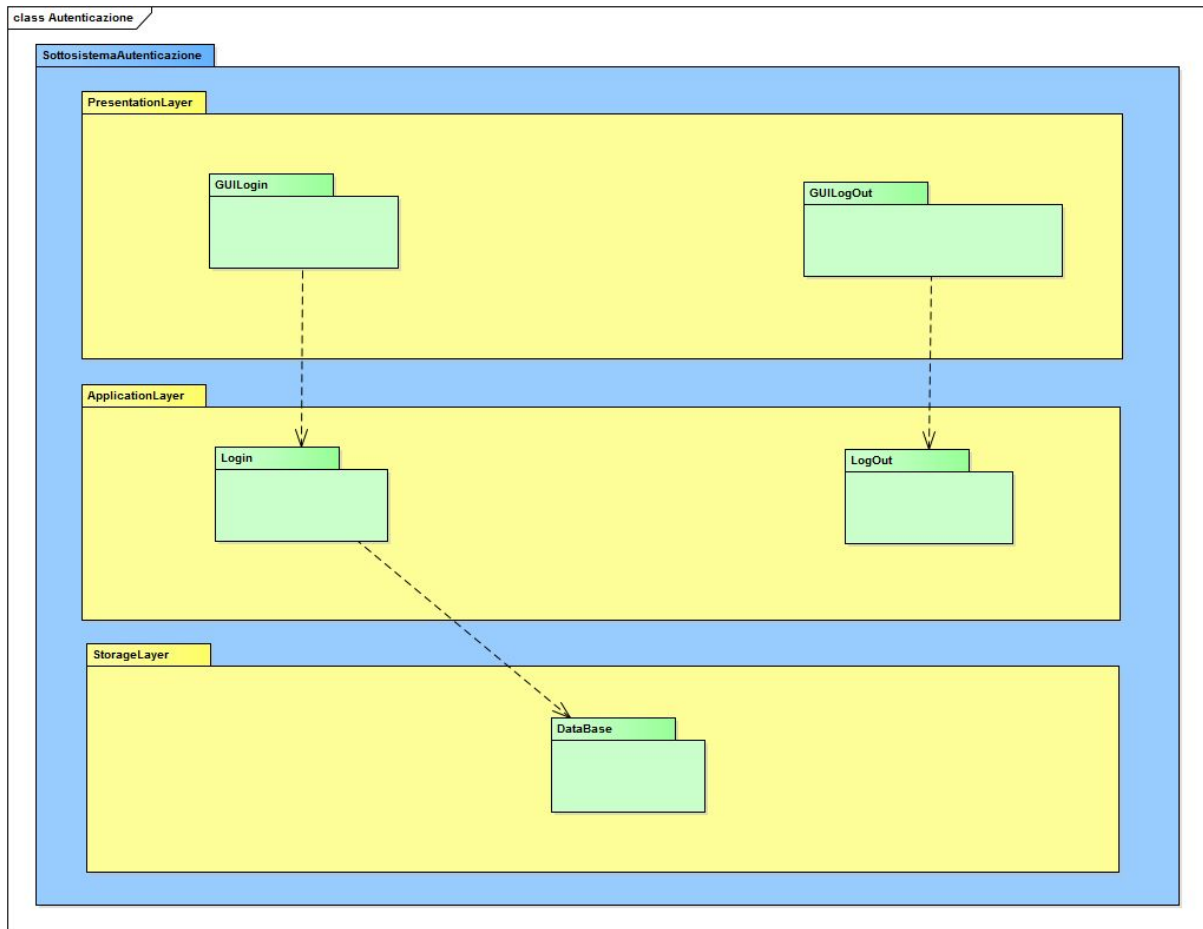 class Autenticazione
SottosistemaAutenticazione
PresentationLayer
GUILogin
GUILogOut
ApplicationLayer
Login
LogOut
StorageLayer
DataBase